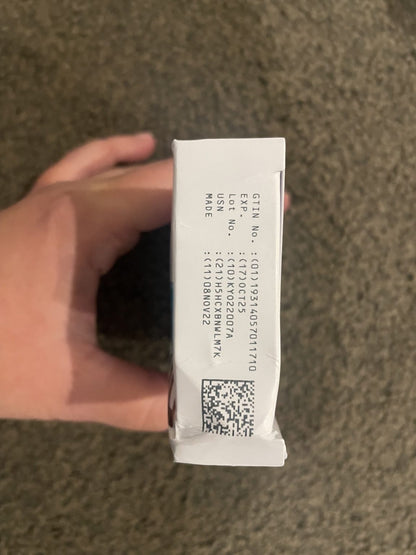 GTIN No. :(01)19314057011710
EXP. :(17)OCT25
Lot No. :(10)KY022007A
USN :(21)H5HCXBNWLM7K
MADE :(11)08NOV22